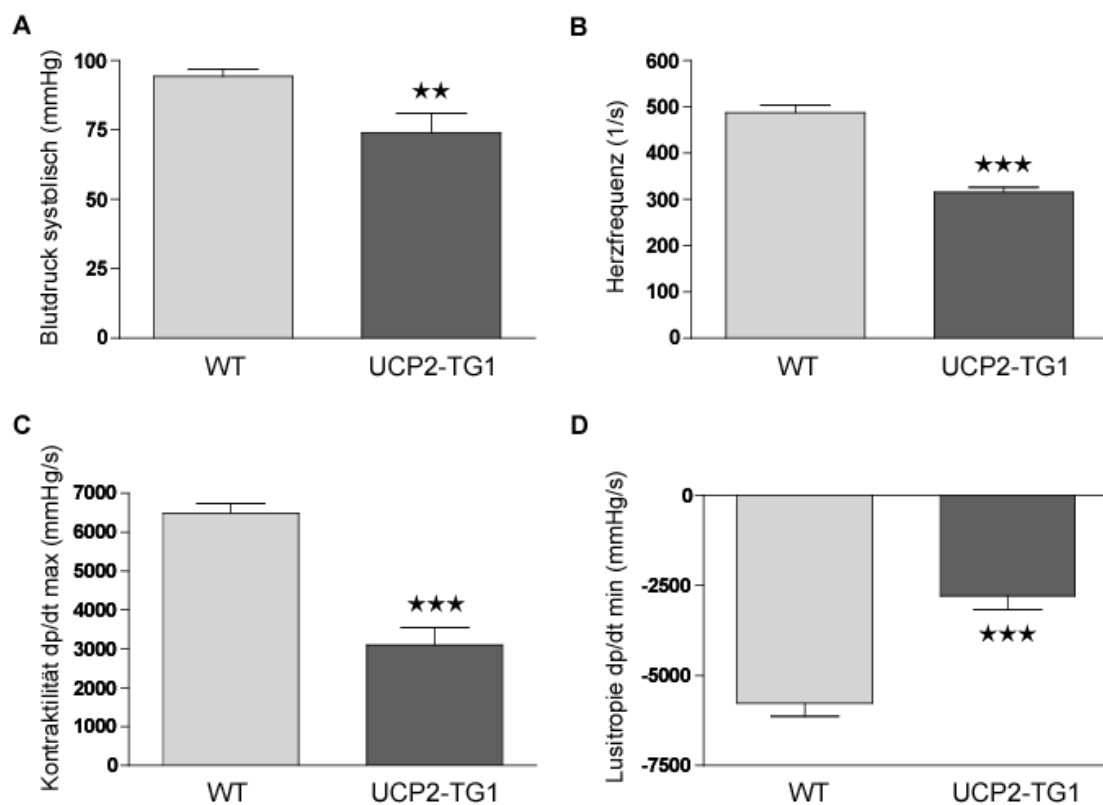 A
Blutdruck systolisch (mmHg)
100
75
50
25
0
★★
WT
UCP2-TG1
B
Herzfrequenz (1/s)
600
500
400
300
200
100
0
★★★
WT
UCP2-TG1
C
Kontraktilität dp/dt max (mmHg/s)
7000
6000
5000
4000
3000
2000
1000
0
★★★
WT
UCP2-TG1
D
Lusitropie dp/dt min (mmHg/s)
0
-2500
-5000
-7500
★★★
WT
UCP2-TG1